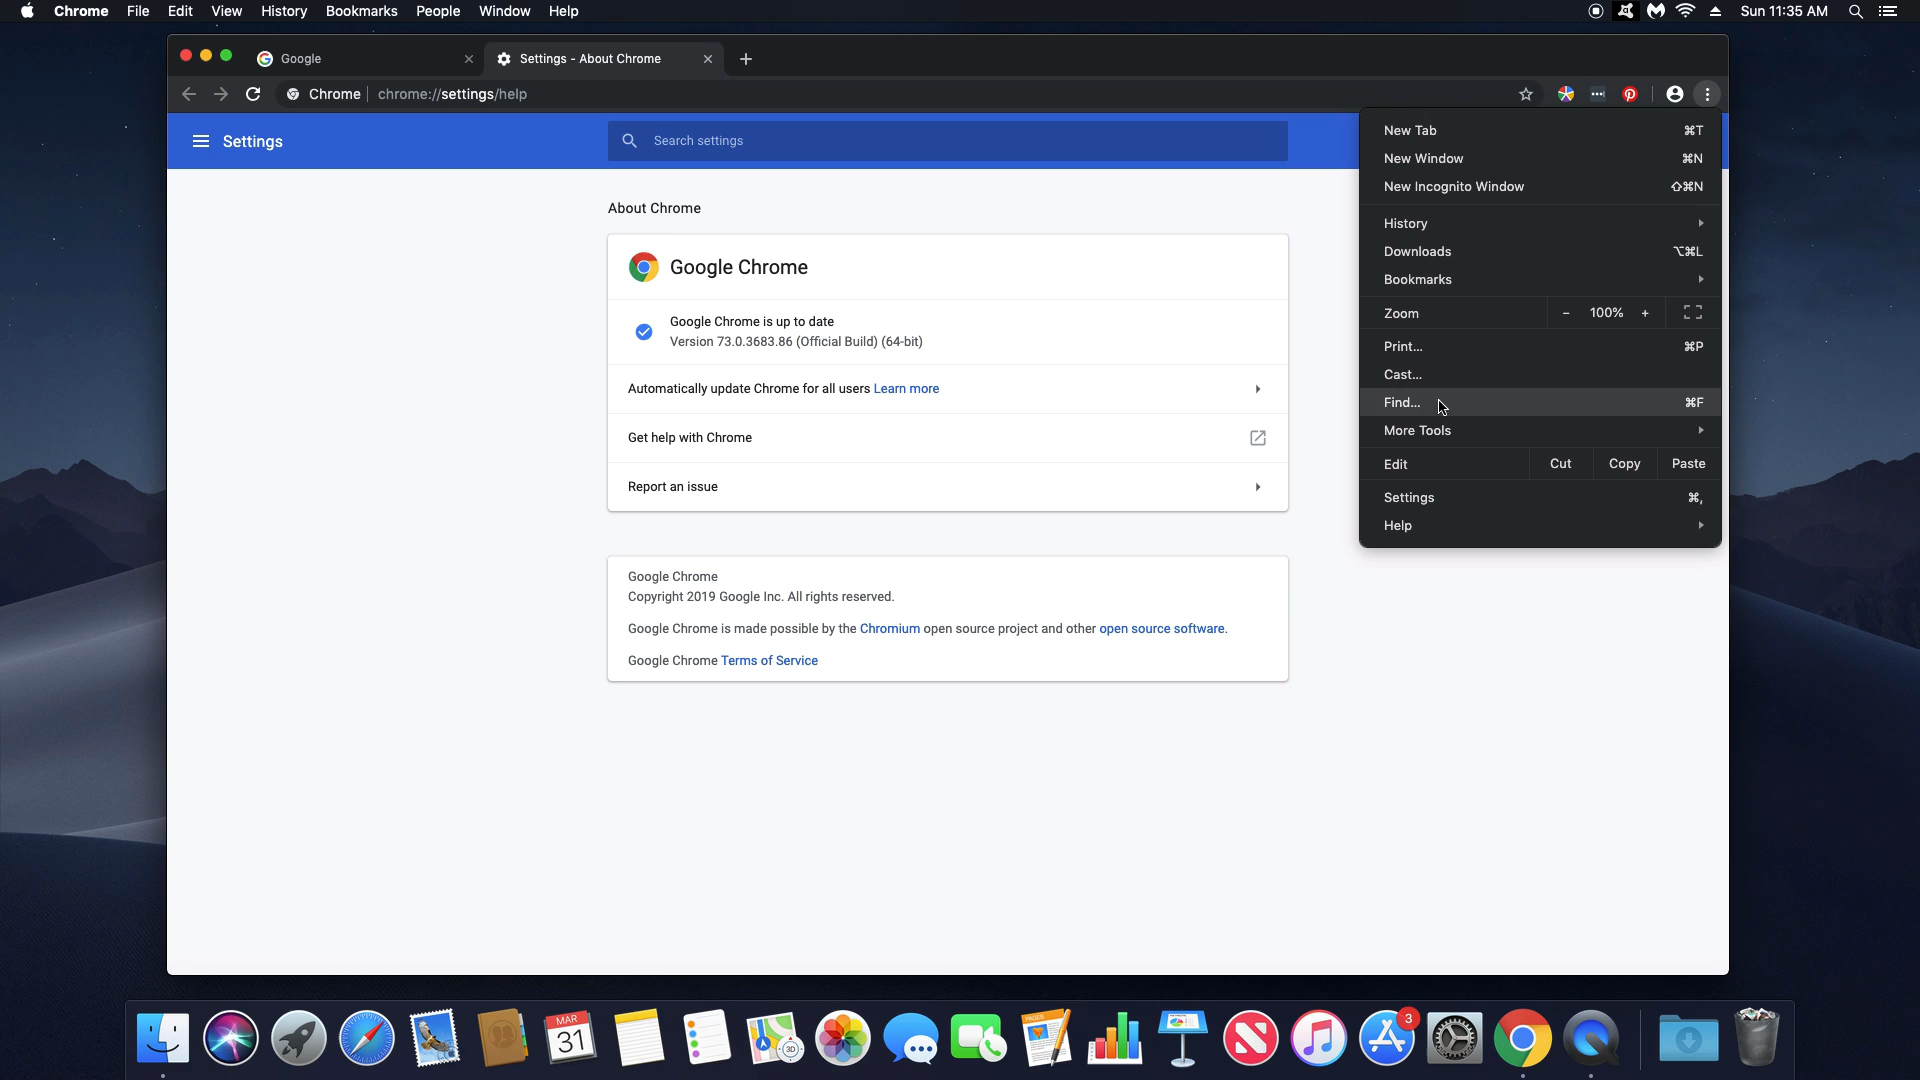 Chrome File Edit View History Bookmarks People Window Help Sun 11:35 AM
Google Settings - About Chrome
Chrome chrome://settings/help
Settings Search settings
About Chrome
Google Chrome
Google Chrome is up to date
Version 73.0.3683.86 (Official Build) (64-bit)
Automatically update Chrome for all users Learn more
Get help with Chrome
Report an issue
Google Chrome
Copyright 2019 Google Inc. All rights reserved.
Google Chrome is made possible by the Chromium open source project and other open source software.
Google Chrome Terms of Service
New Tab ⌘T
New Window ⌘N
New Incognito Window ⇧⌘N
History
Downloads ⌥⌘L
Bookmarks
Zoom - 100% +
Print... ⌘P
Cast...
Find... ⌘F
More Tools
Edit Cut Copy Paste
Settings ⌘,
Help
MAR
31
PAGES
3D
3